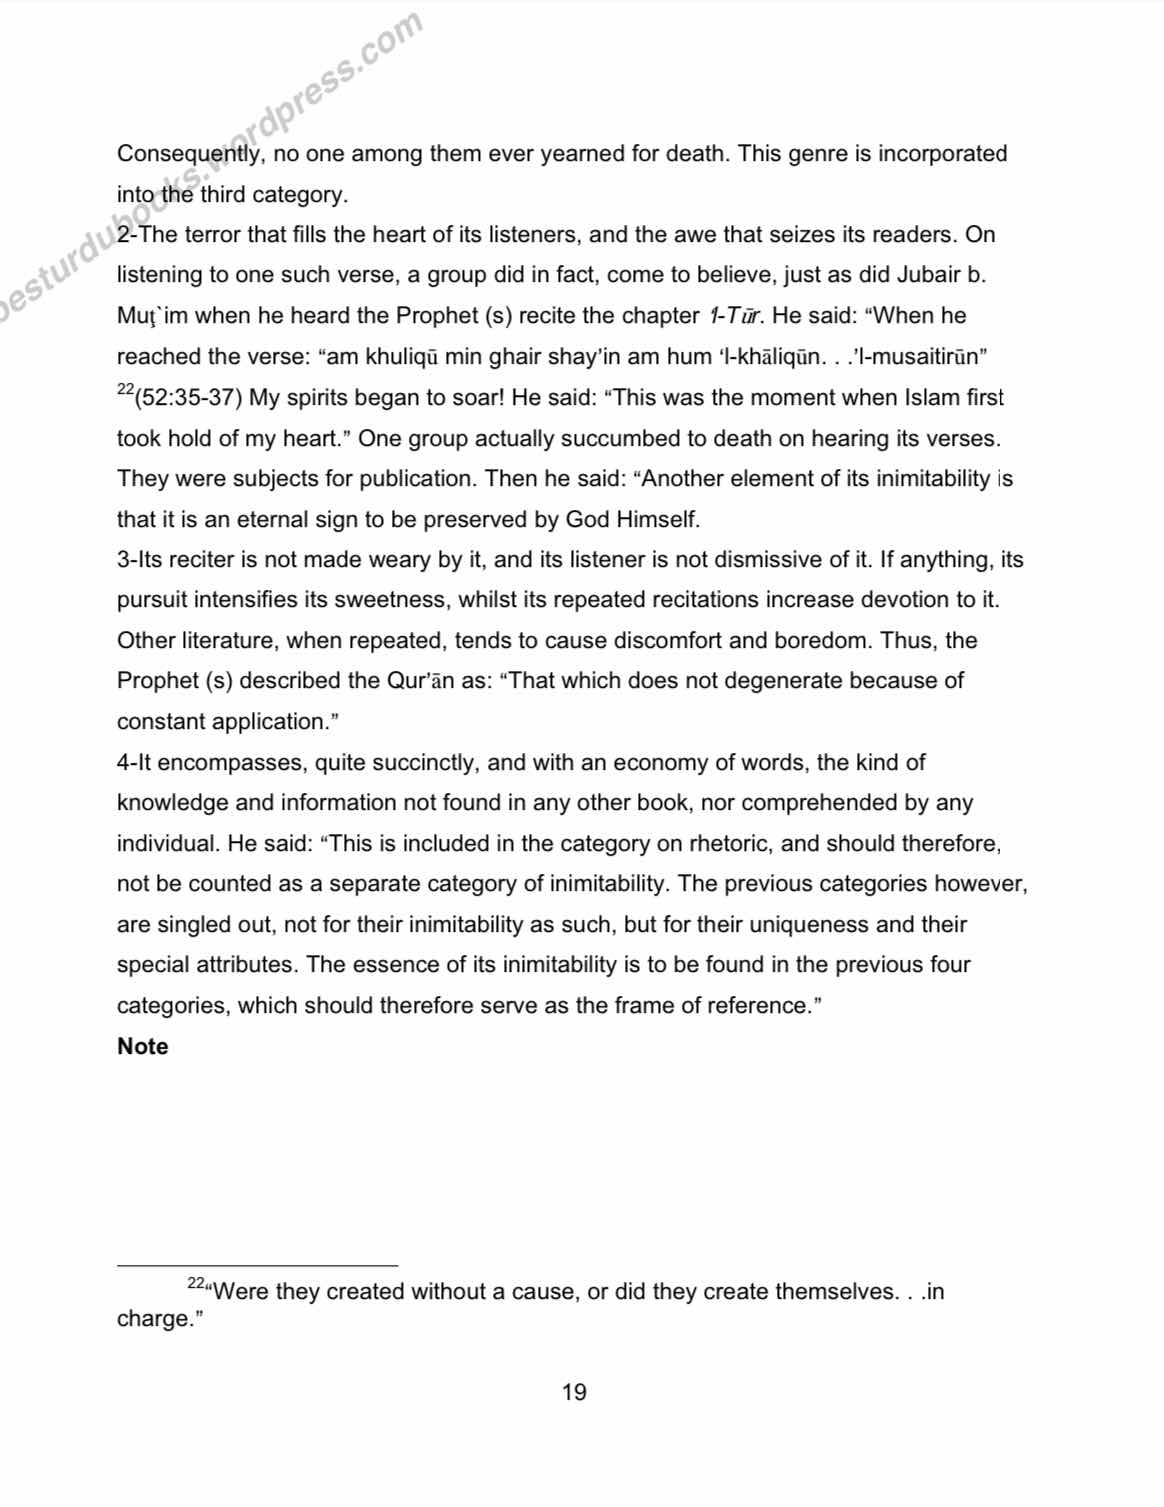 besturdubooks.wordpress.com
Consequently, no one among them ever yearned for death. This genre is incorporated
into the third category.
2-The terror that fills the heart of its listeners, and the awe that seizes its readers. On
listening to one such verse, a group did in fact, come to believe, just as did Jubair b.
Muţ`im when he heard the Prophet (s) recite the chapter 1-Tūr. He said: “When he
reached the verse: “am khuliqū min ghair shay’in am hum ‘l-khāliqūn. . .’l-musaitirūn”
22(52:35-37) My spirits began to soar! He said: “This was the moment when Islam first
took hold of my heart.” One group actually succumbed to death on hearing its verses.
They were subjects for publication. Then he said: “Another element of its inimitability is
that it is an eternal sign to be preserved by God Himself.
3-Its reciter is not made weary by it, and its listener is not dismissive of it. If anything, its
pursuit intensifies its sweetness, whilst its repeated recitations increase devotion to it.
Other literature, when repeated, tends to cause discomfort and boredom. Thus, the
Prophet (s) described the Qur’ān as: “That which does not degenerate because of
constant application.”
4-It encompasses, quite succinctly, and with an economy of words, the kind of
knowledge and information not found in any other book, nor comprehended by any
individual. He said: “This is included in the category on rhetoric, and should therefore,
not be counted as a separate category of inimitability. The previous categories however,
are singled out, not for their inimitability as such, but for their uniqueness and their
special attributes. The essence of its inimitability is to be found in the previous four
categories, which should therefore serve as the frame of reference.”
Note
22“Were they created without a cause, or did they create themselves. . .in
charge.”
19